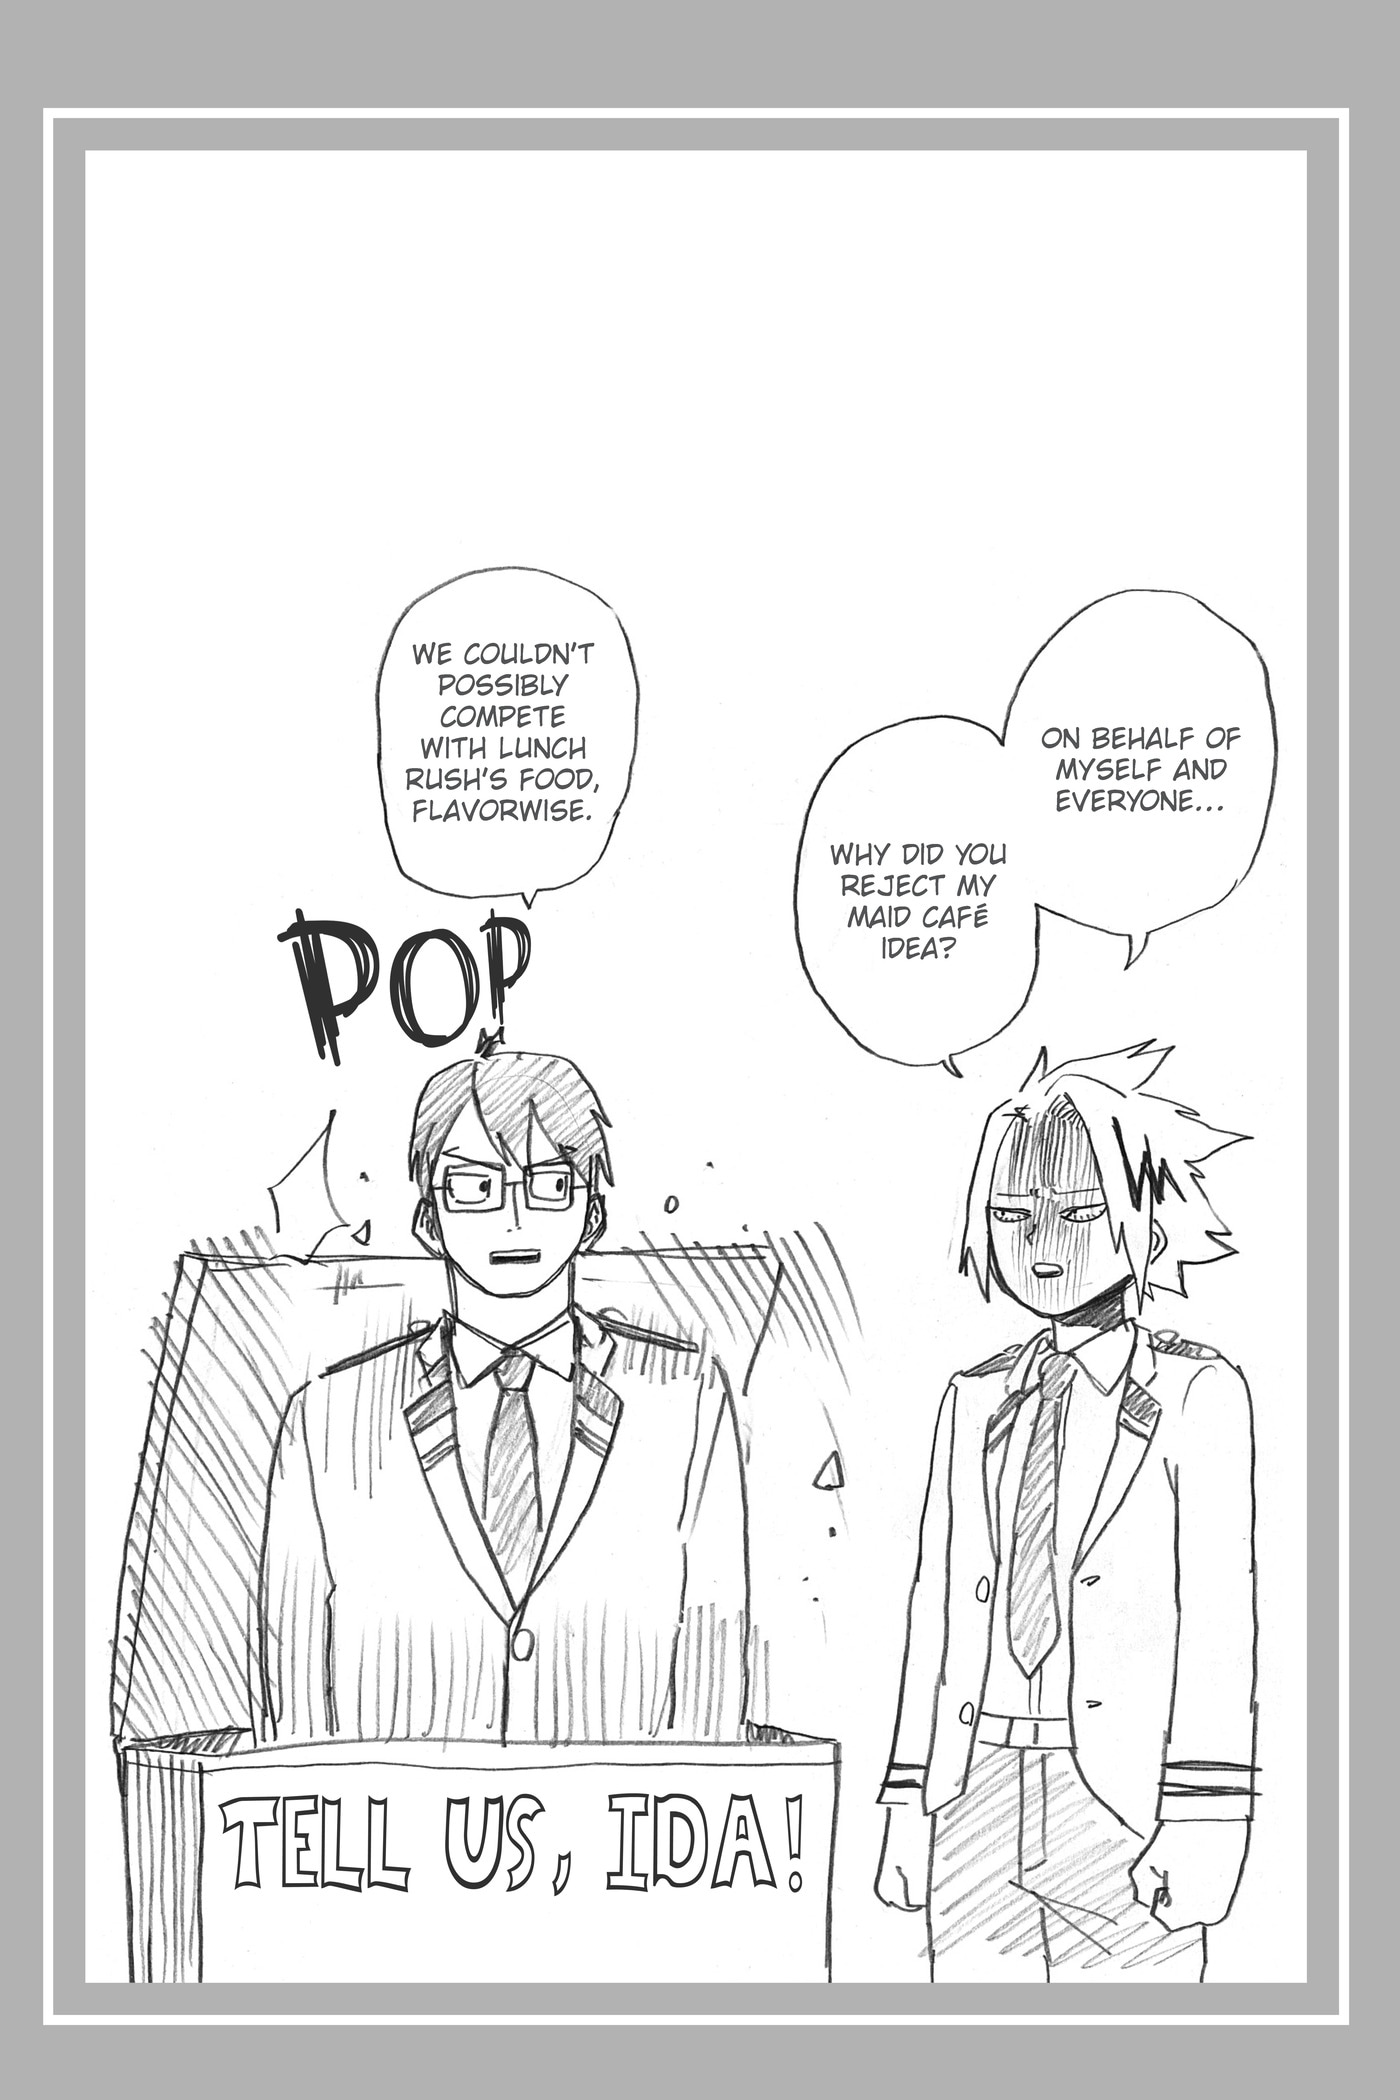 ON BEHALF OF
MYSELF AND
EVERYONE...
WHY DID YOU
REJECT MY
MAID CAFÉ
IDEA?
WE COULDN'T
POSSIBLY
COMPETE
WITH LUNCH
RUSH'S FOOD,
FLAVORWISE.
POP
TELL US, IDA!